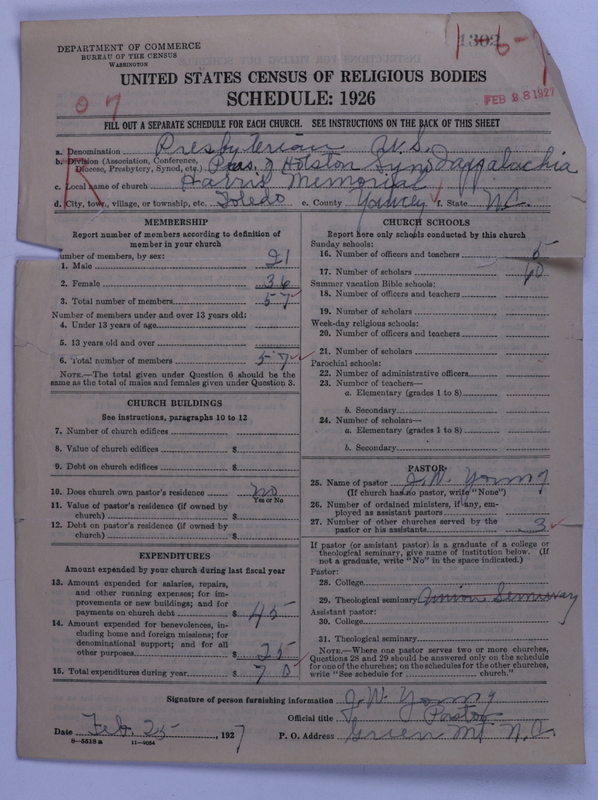 DEPARTMENT OF COMMERCE
BUREAU OF THE CENSUS
WASHINGTON
1302
UNITED STATES CENSUS OF RELIGIOUS BODIES
SCHEDULE: 1926
07
FEB 28 1927
FILL OUT A SEPARATE SCHEDULE FOR EACH CHURCH. SEE INSTRUCTIONS ON THE BACK OF THIS SHEET
a. Denomination Presbyterian U.S.
b. Division (Association, Conference, Diocese, Presbytery, Synod, etc.) Pres. of Holston Synod Appalachia
c. Local name of church Harris Memorial
d. City, town, village, or township, etc. Toledo e. County Yancey f. State N.C.
MEMBERSHIP
Report number of members according to definition of
member in your church
umber of members, by sex:
1. Male 21
2. Female 36
3. Total number of members 57
Number of members under and over 13 years old:
4. Under 13 years of age
5. 13 years old and over
6. Total number of members 57
NOTE.—The total given under Question 6 should be
same as the total of males and females given under Question 3.
CHURCH BUILDINGS
See instructions, paragraphs 10 to 12
7. Number of church edifices
8. Value of church edifices $
9. Debt on church edifices $
10. Does church own pastor's residence no
Yes or No
11. Value of pastor's residence (if owned by
church) $
12. Debt on pastor's residence (if owned by
church) $
EXPENDITURES
Amount expended by your church during last fiscal year
13. Amount expended for salaries, repairs,
and other running expenses; for im-
provements or new buildings; and for
payments on church debt $ 45
14. Amount expended for benevolences, in-
cluding home and foreign missions; for
denominational support; and for all
other purposes $ 25
15. Total expenditures during year $ 70
CHURCH SCHOOLS
Report here only schools conducted by this church
Sunday schools:
16. Number of officers and teachers 5
17. Number of scholars 60
Summer vacation Bible schools:
18. Number of officers and teachers
19. Number of scholars
Week-day religious schools:
20. Number of officers and teachers
21. Number of scholars
Parochial schools:
22. Number of administrative officers
23. Number of teachers—
a. Elementary (grades 1 to 8)
b. Secondary
24. Number of scholars—
a. Elementary (grades 1 to 8)
b. Secondary
PASTOR
25. Name of pastor J.W. Young
(If church has no pastor, write "None")
26. Number of ordained ministers, if any, em-
ployed as assistant pastors
27. Number of other churches served by the
pastor or his assistants 3
If pastor (or assistant pastor) is a graduate of a college or
theological seminary, give name of institution below. (If
not a graduate, write "No" in the space indicated.)
Pastor:
28. College
29. Theological seminary Union Seminary
Assistant pastor:
30. College
31. Theological seminary
NOTE.—Where one pastor serves two or more churches,
Questions 28 and 29 should be answered only on the schedule
for one of the churches; on the schedules for the other churches,
write "See schedule for church."
Signature of person furnishing information J.W. Young
Official title Pastor
Date Feb. 25, 1927 P. O. Address Green Mt. N.C.
8—5518a 11—9054